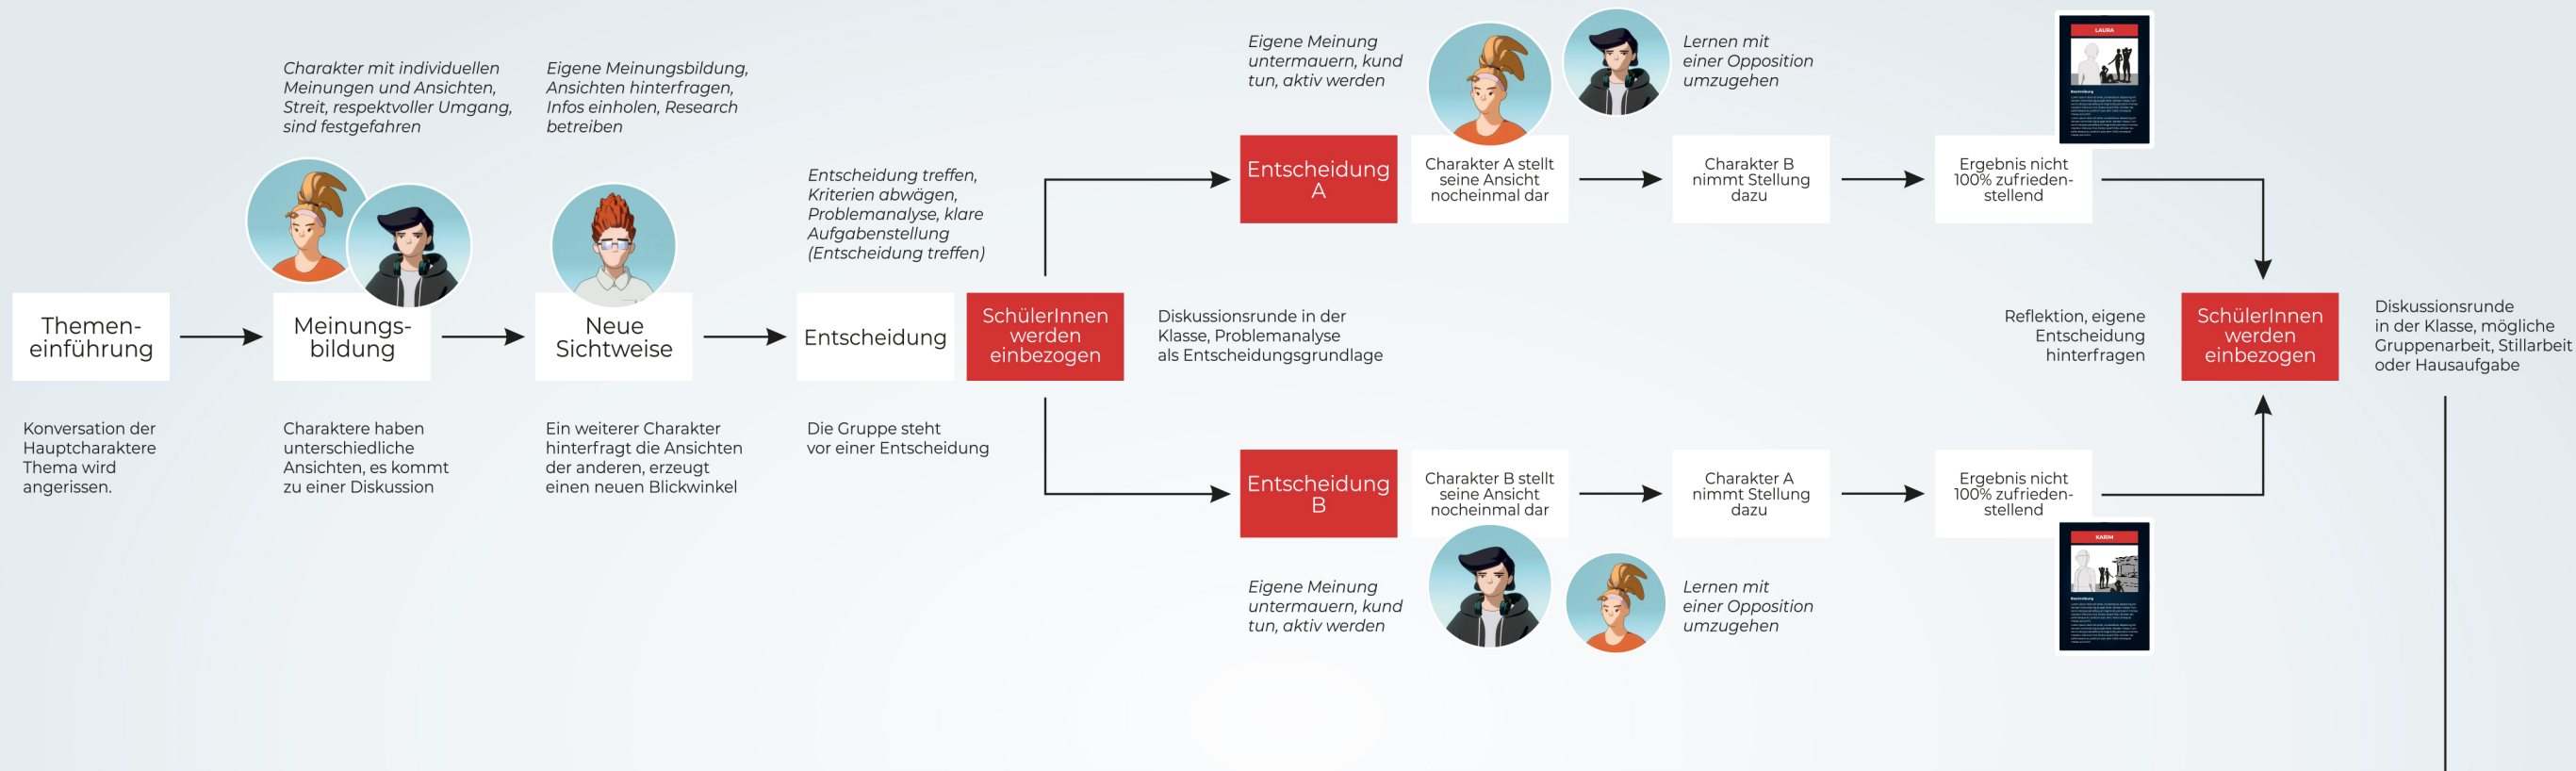 Themen-
einführung
Konversation der
Hauptcharaktere
Thema wird
angerissen.
Charakter mit individuellen
Meinungen und Ansichten,
Streit, respektvoller Umgang,
sind festgefahren
Meinungs-
bildung
Charaktere haben
unterschiedliche
Ansichten, es kommt
zu einer Diskussion
Eigene Meinungsbildung,
Ansichten hinterfragen,
Infos einholen, Research
betreiben
Neue
Sichtweise
Ein weiterer Charakter
hinterfragt die Ansichten
der anderen, erzeugt
einen neuen Blickwinkel
Entscheidung treffen,
Kriterien abwägen,
Problemanalyse, klare
Aufgabenstellung
(Entscheidung treffen)
Entscheidung
Die Gruppe steht
vor einer Entscheidung
SchülerInnen
werden
einbezogen
Diskussionsrunde in der
Klasse, Problemanalyse
als Entscheidungsgrundlage
Eigene Meinung
untermauern, kund
tun, aktiv werden
Lernen mit
einer Opposition
umzugehen
Entscheidung
A
Charakter A stellt
seine Ansicht
nocheinmal dar
Charakter B
nimmt Stellung
dazu
Ergebnis nicht
100% zufrieden-
stellend
LAURA
Beschreibung
Entscheidung
B
Charakter B stellt
seine Ansicht
nocheinmal dar
Charakter A
nimmt Stellung
dazu
Ergebnis nicht
100% zufrieden-
stellend
KARIM
Beschreibung
Eigene Meinung
untermauern, kund
tun, aktiv werden
Lernen mit
einer Opposition
umzugehen
Reflektion, eigene
Entscheidung
hinterfragen
SchülerInnen
werden
einbezogen
Diskussionsrunde
in der Klasse, mögliche
Gruppenarbeit, Stillarbeit
oder Hausaufgabe